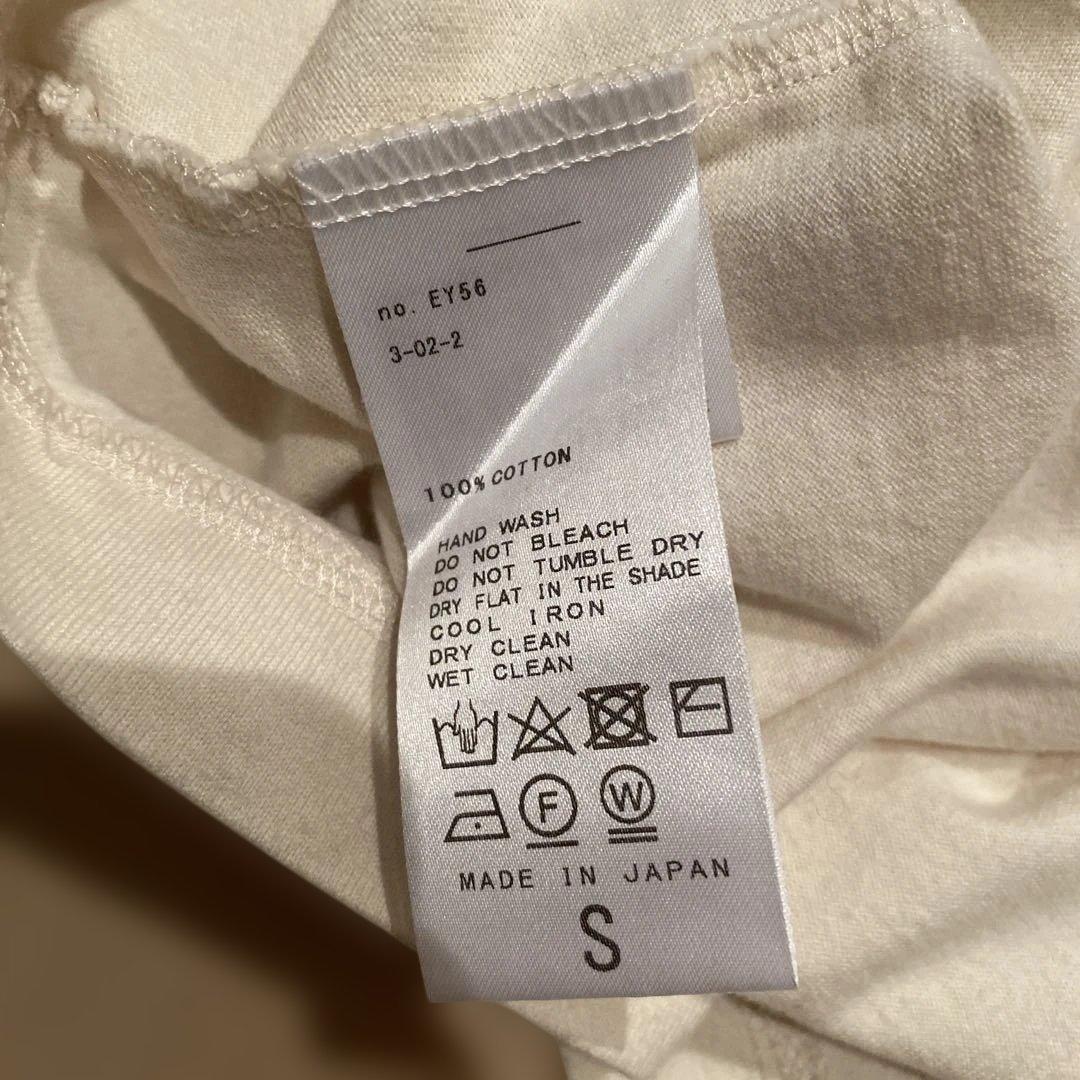 no. EY56
3-02-2
100% COTTON
HAND WASH
DO NOT BLEACH
DO NOT TUMBLE DRY
DRY FLAT IN THE SHADE
COOL IRON
DRY CLEAN
WET CLEAN
F W
MADE IN JAPAN
S